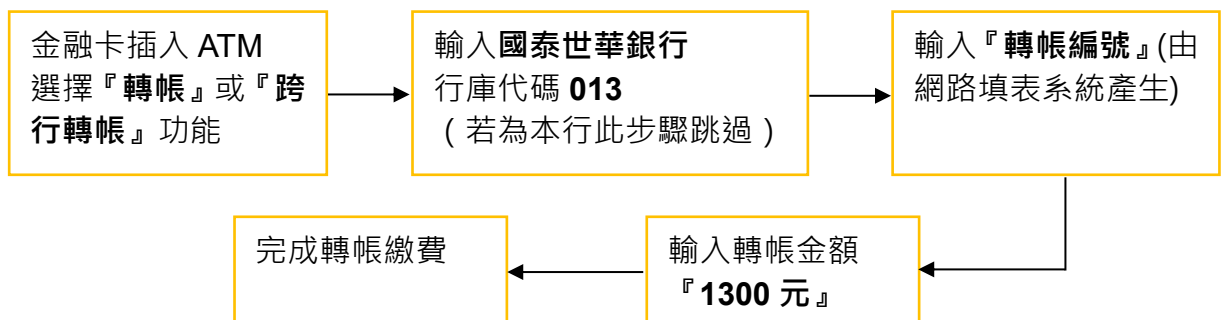 金融卡插入 ATM
選擇『轉帳』或『跨
行轉帳』功能
輸入國泰世華銀行
行庫代碼 013
（若為本行此步驟跳過）
輸入『轉帳編號』(由
網路填表系統產生)
輸入轉帳金額
『1300 元』
完成轉帳繳費